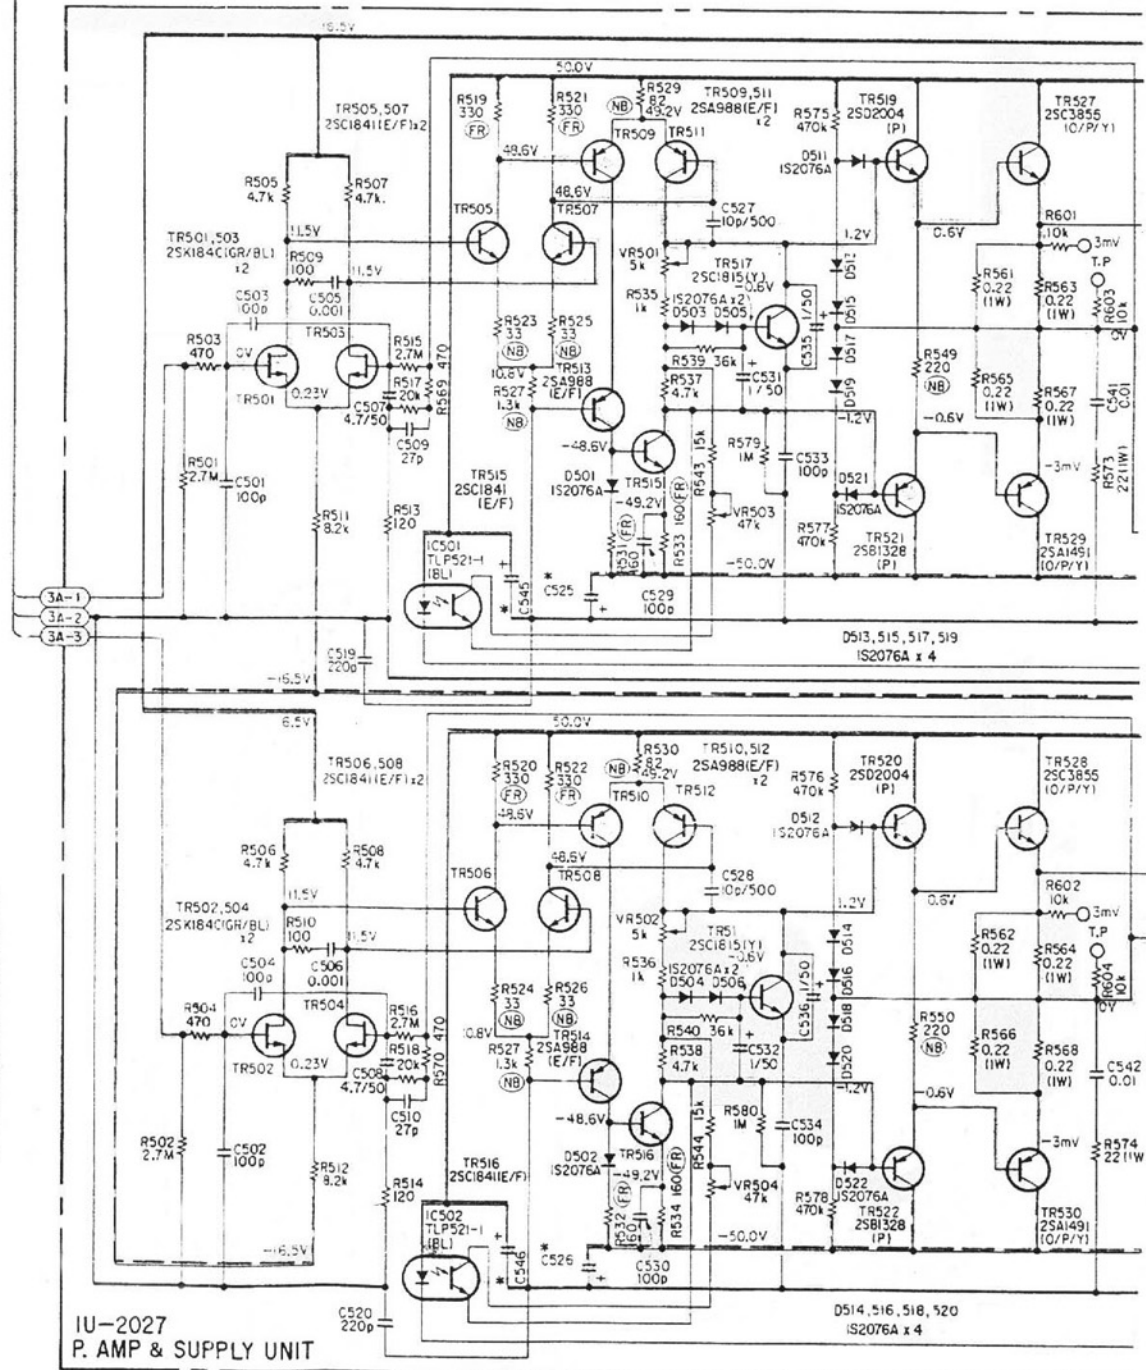 16.5V
50.0V
R519
330
FR
R521
330
FR
NB
R529
82
49.2V
TR509,511
2SA988(E/F)
x2
R575
470k
TR519
2SD2004
(P)
TR527
2SC3855
(O/P/Y)
TR505,507
2SC1841(E/F)x2
TR509
TR511
48.6V
D511
1S2076A
R505
4.7k
R507
4.7k
48.6V
C527
10p/500
TR505
TR507
11.5V
1.2V
0.6V
R601
10k
3mV
T.P
TR501,503
2SK184C(GR/BL)
x2
R509
100
11.5V
VR501
5k
TR517
2SC1815(Y)
-0.6V
D513
R561
0.22
(1W)
R563
0.22
(1W)
R603
10k
0V
C503
100p
C505
0.001
R535
1k
1S2076A x2)
D503 D505
1/50
C535
D515
R503
470
0V
TR503
R515
2.7M
470
R523
33
NB
R525
33
NB
D517
R539
36k
R549
220
NB
TR501
0.23V
R517
20k
R569
C507
4.7/50
10.8V
R527
1.3k
NB
TR513
2SA988
(E/F)
R537
4.7k
C531
1/50
D519
R565
0.22
(1W)
R567
0.22
(1W)
C541
0.01
C509
27p
-1.2V
-0.6V
R501
2.7M
C501
100p
-48.6V
15k
R543
R579
1M
C533
100p
-3mV
R573
22(1W)
TR515
2SC1841
(E/F)
D501
1S2076A
TR515
D521
1S2076A
R511
8.2k
R513
120
-49.2V
FR
160
FR
VR503
47k
R577
470k
TR521
2SB1328
(P)
TR529
2SA1491
(O/P/Y)
IC501
TLP521-1
(BL)
R531
R533
-50.0V
C545
*
*
C525
C529
100p
3A-1
3A-2
3A-3
D513,515,517,519
1S2076A x 4
C519
220p
-16.5V
6.5V
50.0V
TR506,508
2SC1841(E/F)x2
R520
330
FR
R522
330
FR
NB
R530
82
49.2V
TR510,512
2SA988(E/F)
x2
R576
470k
TR520
2SD2004
(P)
TR528
2SC3855
(O/P/Y)
TR510
TR512
48.6V
D512
1S2076A
R506
4.7k
R508
4.7k
48.6V
TR506
TR508
C528
10p/500
11.5V
1.2V
0.6V
R602
10k
3mV
T.P
TR502,504
2SK184C(GR/BL)
x2
R510
100
11.5V
VR502
5k
TR51
2SC1815(Y)
-0.6V
D514
R562
0.22
(1W)
R564
0.22
(1W)
R604
10k
0V
C504
100p
C506
0.001
R536
1k
1S2076Ax2
D504 D506
1/50
C536
D516
R504
470
0V
TR504
R516
2.7M
470
R524
33
NB
R526
33
NB
D518
R540
36k
R550
220
NB
TR502
0.23V
R518
20k
R570
C508
4.7/50
10.8V
R527
1.3k
NB
TR514
2SA988
(E/F)
R538
4.7k
C532
1/50
D520
R566
0.22
(1W)
R568
0.22
(1W)
C542
0.01
C510
27p
-1.2V
-0.6V
R502
2.7M
C502
100p
-48.6V
15k
R544
R580
1M
C534
100p
-3mV
R574
22(1W
TR516
2SC1841(E/F)
D502
1S2076A
TR516
D522
1S2076A
R512
8.2k
R514
120
-49.2V
FR
160
FR
VR504
47k
R578
470k
TR522
2SB1328
(P)
TR530
2SA1491
(O/P/Y)
IC502
TLP521-1
(BL)
R532
R534
-50.0V
-16.5V
C546
*
*
C526
C530
100p
C520
220p
D514,516,518,520
1S2076A x 4
1U-2027
P. AMP & SUPPLY UNIT